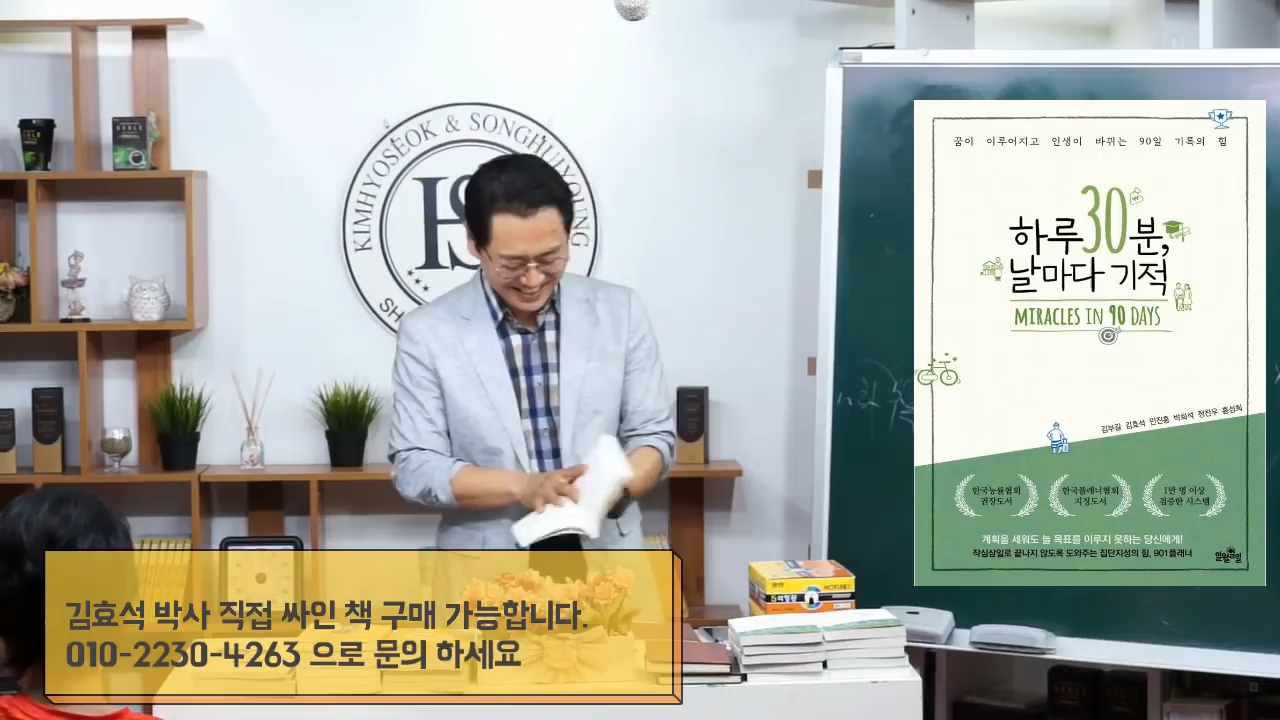 KIMHYOSEOK & SONGHUIYOUNG
SH
HS
꿈이 이루어지고 인생이 바뀌는 90일 기록의 힘
하루 30분,
날마다 기적
MIRACLES IN 90 DAYS
김부길 김효석 민진홍 박희석 정찬우 홍성희
한국능률협회
권장도서
한국플래너협회
지정도서
1만 명 이상
검증한 시스템
계획을 세워도 늘 목표를 이루지 못하는 당신에게!
작심삼일로 끝나지 않도록 도와주는 집단지성의 힘, 901플래너
일월일일
김효석 박사 직접 싸인 책 구매 가능합니다.
010-2230-4263 으로 문의 하세요